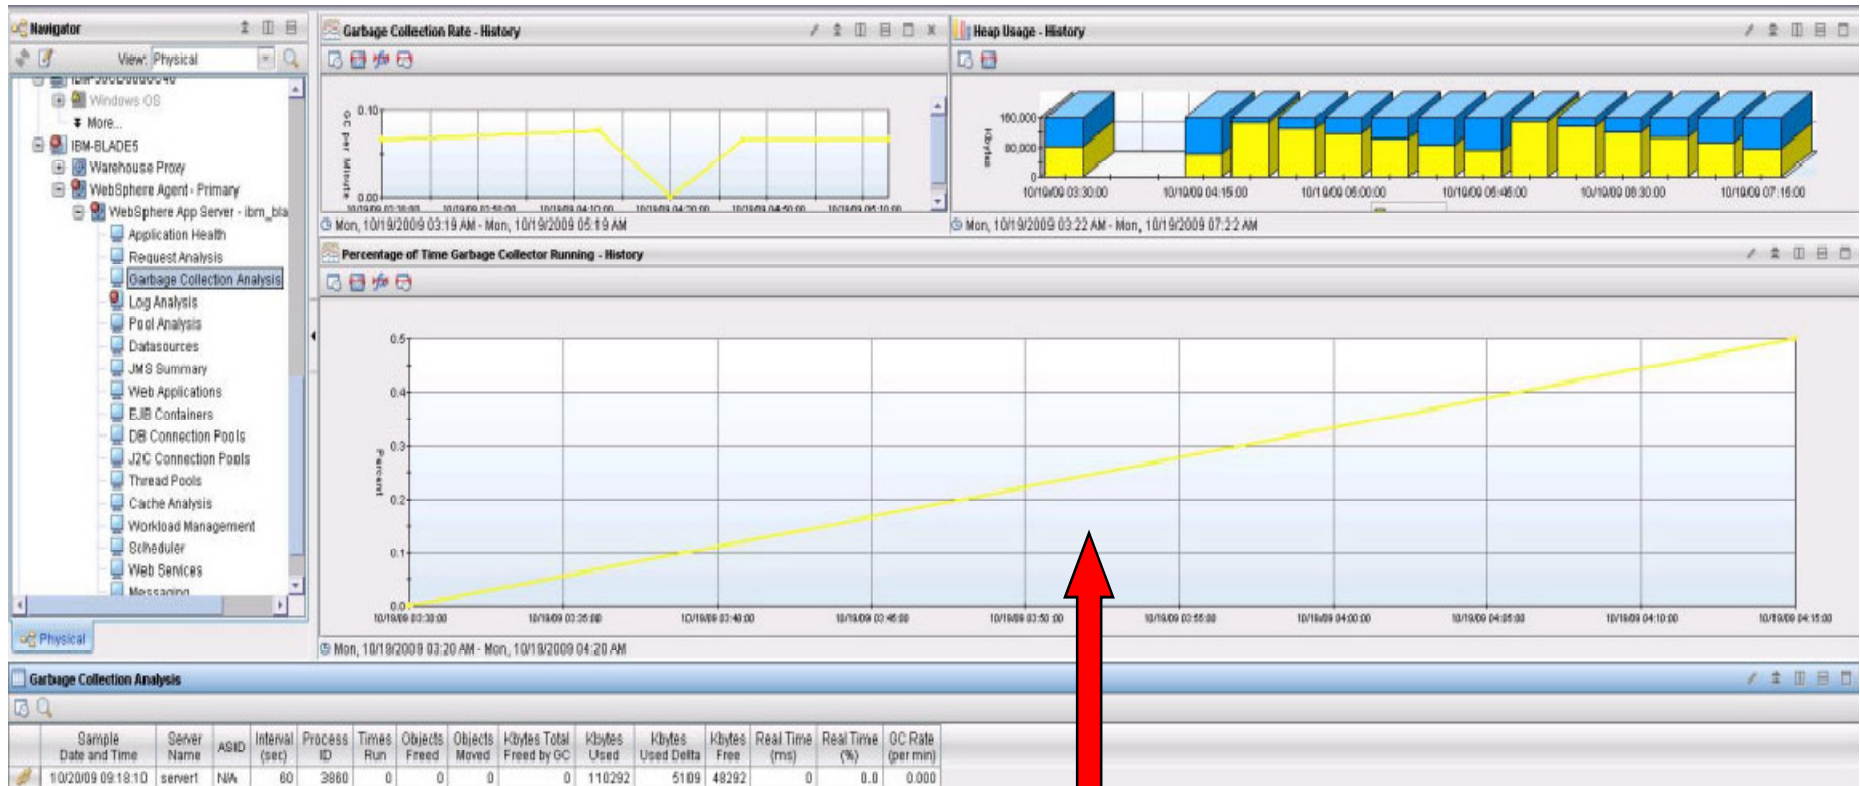 Navigator
View: Physical
Windows OS
More...
IBM-BLADE5
Warehouse Proxy
WebSphere Agent - Primary
WebSphere App Server - ibm_bla
Application Health
Request Analysis
Garbage Collection Analysis
Log Analysis
Pool Analysis
Datasources
JMS Summary
Web Applications
EJB Containers
DB Connection Pools
J2C Connection Pools
Thread Pools
Cache Analysis
Workload Management
Scheduler
Web Services
Messaging
Physical
Garbage Collection Rate - History
GC per Minute
0.10
0.00
Mon, 10/19/2009 03:19 AM - Mon, 10/19/2009 05:19 AM
Heap Usage - History
Kbytes
160,000
80,000
0
10/19/09 03:30:00 10/19/09 04:15:00 10/19/09 05:00:00 10/19/09 05:45:00 10/19/09 06:30:00 10/19/09 07:15:00
Mon, 10/19/2009 03:22 AM - Mon, 10/19/2009 07:22 AM
Percentage of Time Garbage Collector Running - History
Percent
0.5
0.4
0.3
0.2
0.1
0.0
10/19/09 03:30:00 10/19/09 03:35:00 10/19/09 03:40:00 10/19/09 03:45:00 10/19/09 03:50:00 10/19/09 03:55:00 10/19/09 04:00:00 10/19/09 04:05:00 10/19/09 04:10:00 10/19/09 04:15:00
Mon, 10/19/2009 03:20 AM - Mon, 10/19/2009 04:20 AM
Garbage Collection Analysis
Sample Server ASID Interval Process Times Objects Objects Kbytes Total Kbytes Kbytes Kbytes Real Time Real Time GC Rate
Date and Time Name (sec) ID Run Freed Moved Freed by GC Used Used Delta Free (ms) (%) (per min)
10/20/09 09:18:10 server1 N/A 60 3860 0 0 0 0 110292 5109 48292 0 0.0 0.000